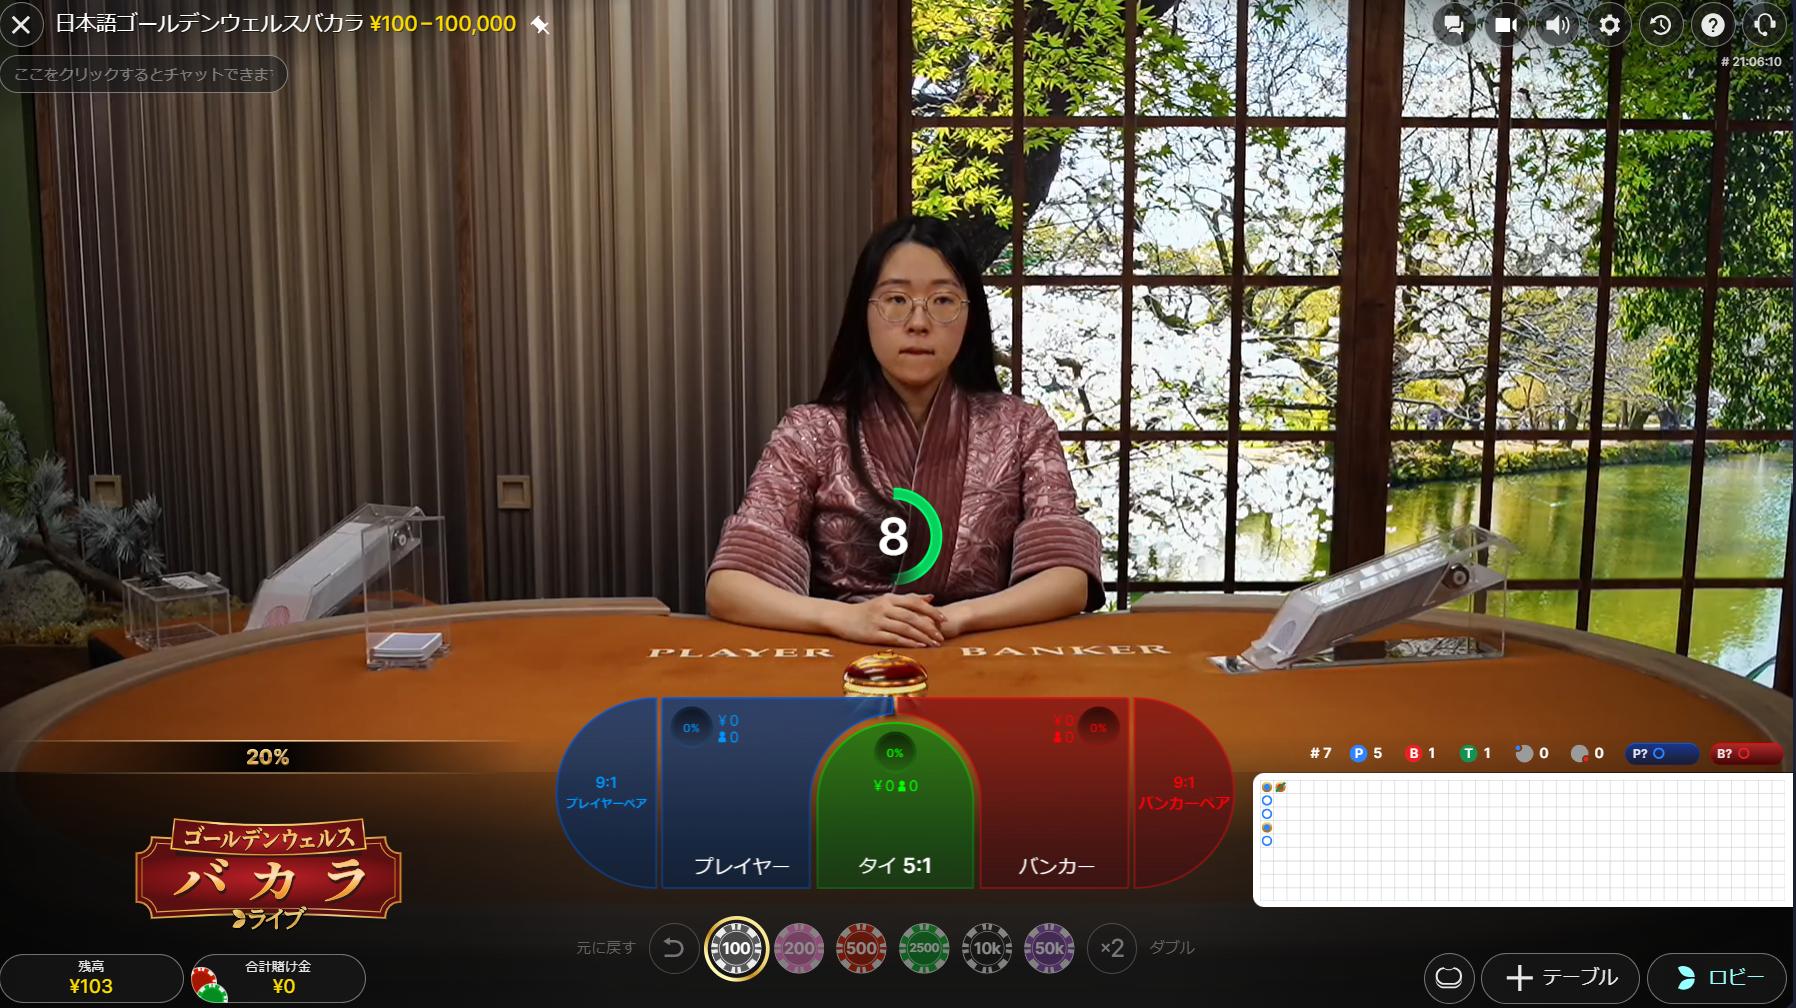 日本語ゴールデンウェルスバカラ ¥100–100,000
# 21:06:10
ここをクリックするとチャットできます
8
PLAYER BANKER
20%
0% ¥0
0
¥0 0%
0
0%
¥0 0
9:1
プレイヤーペア
9:1
バンカーペア
プレイヤー
タイ 5:1
バンカー
#7 P 5 B 1 T 1 0 0 P? B?
ゴールデンウェルス
バカラ
ライブ
元に戻す 100 200 500 2500 10k 50k ×2 ダブル
残高
¥103
合計賭け金
¥0
テーブル
ロビー